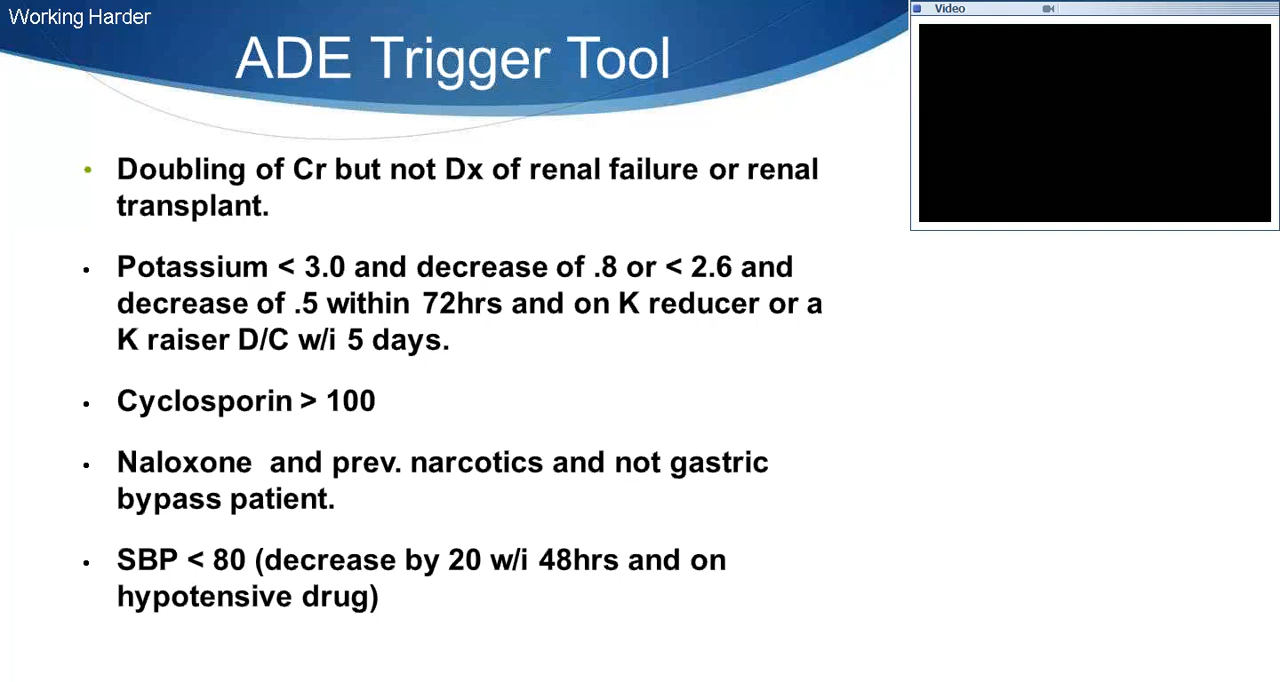 Working Harder
Video
ADE Trigger Tool
• Doubling of Cr but not Dx of renal failure or renal
transplant.
• Potassium < 3.0 and decrease of .8 or < 2.6 and
decrease of .5 within 72hrs and on K reducer or a
K raiser D/C w/i 5 days.
• Cyclosporin > 100
• Naloxone and prev. narcotics and not gastric
bypass patient.
• SBP < 80 (decrease by 20 w/i 48hrs and on
hypotensive drug)